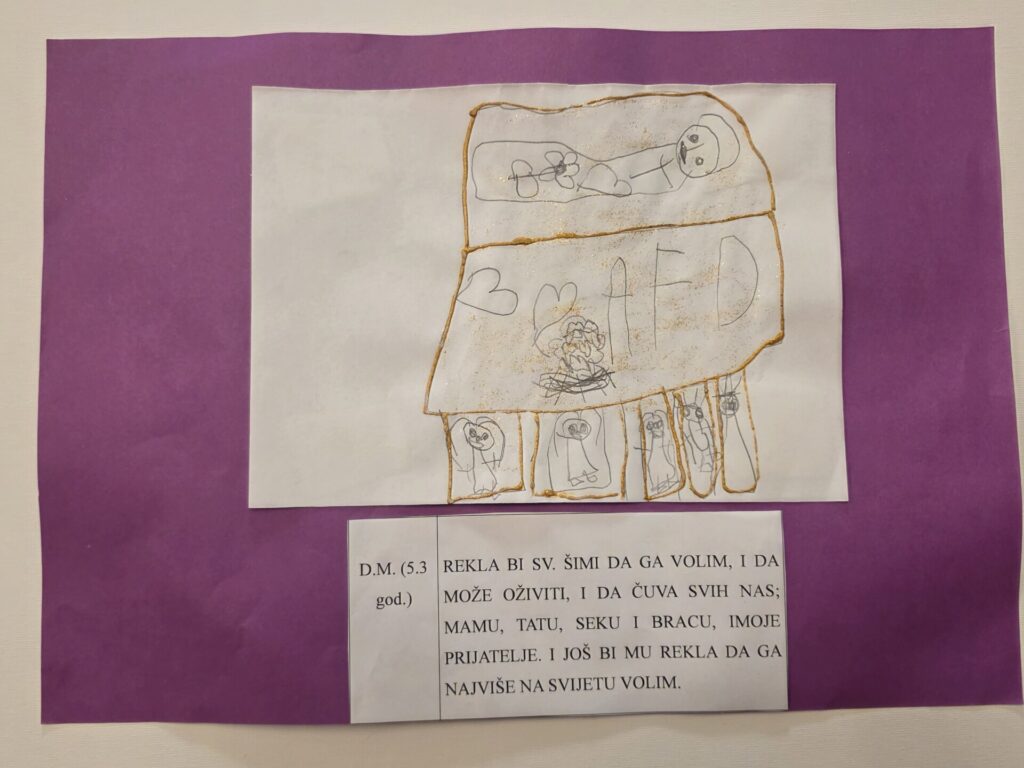 AFD
D.M. (5.3
god.)
REKLA BI SV. ŠIMI DA GA VOLIM, I DA
MOŽE OŽIVITI, I DA ČUVA SVIH NAS;
MAMU, TATU, SEKU I BRACU, IMOJE
PRIJATELJE. I JOŠ BI MU REKLA DA GA
NAJVIŠE NA SVIJETU VOLIM.